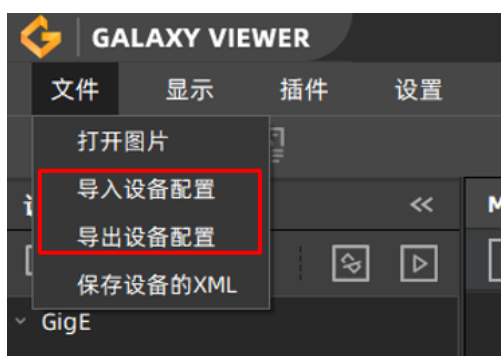 GALAXY VIEWER
文件 显示 插件 设置
打开图片
导入设备配置
导出设备配置
保存设备的XML
GigE